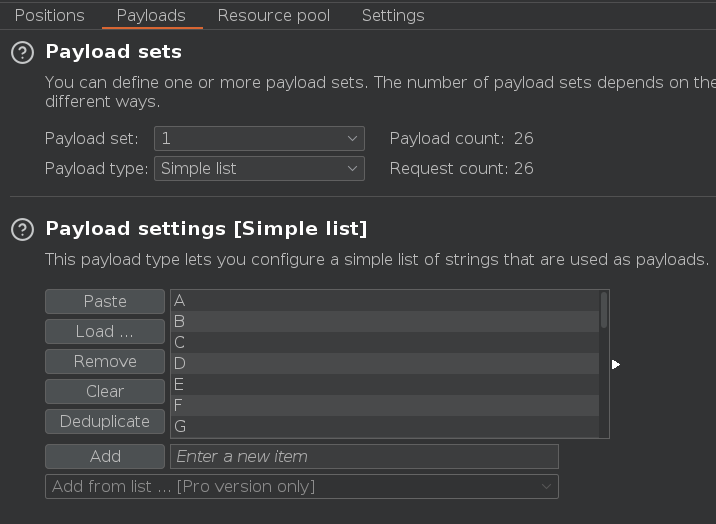 Positions Payloads Resource pool Settings
Payload sets
You can define one or more payload sets. The number of payload sets depends on the
different ways.
Payload set: 1 Payload count: 26
Payload type: Simple list Request count: 26
Payload settings [Simple list]
This payload type lets you configure a simple list of strings that are used as payloads.
Paste
Load ...
Remove
Clear
Deduplicate
A
B
C
D
E
F
G
Add Enter a new item
Add from list ... [Pro version only]